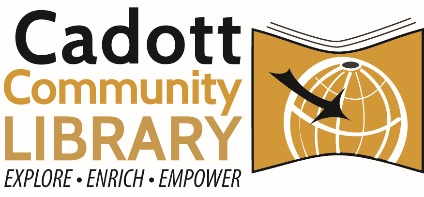 Cadott
Community
LIBRARY
EXPLORE • ENRICH • EMPOWER